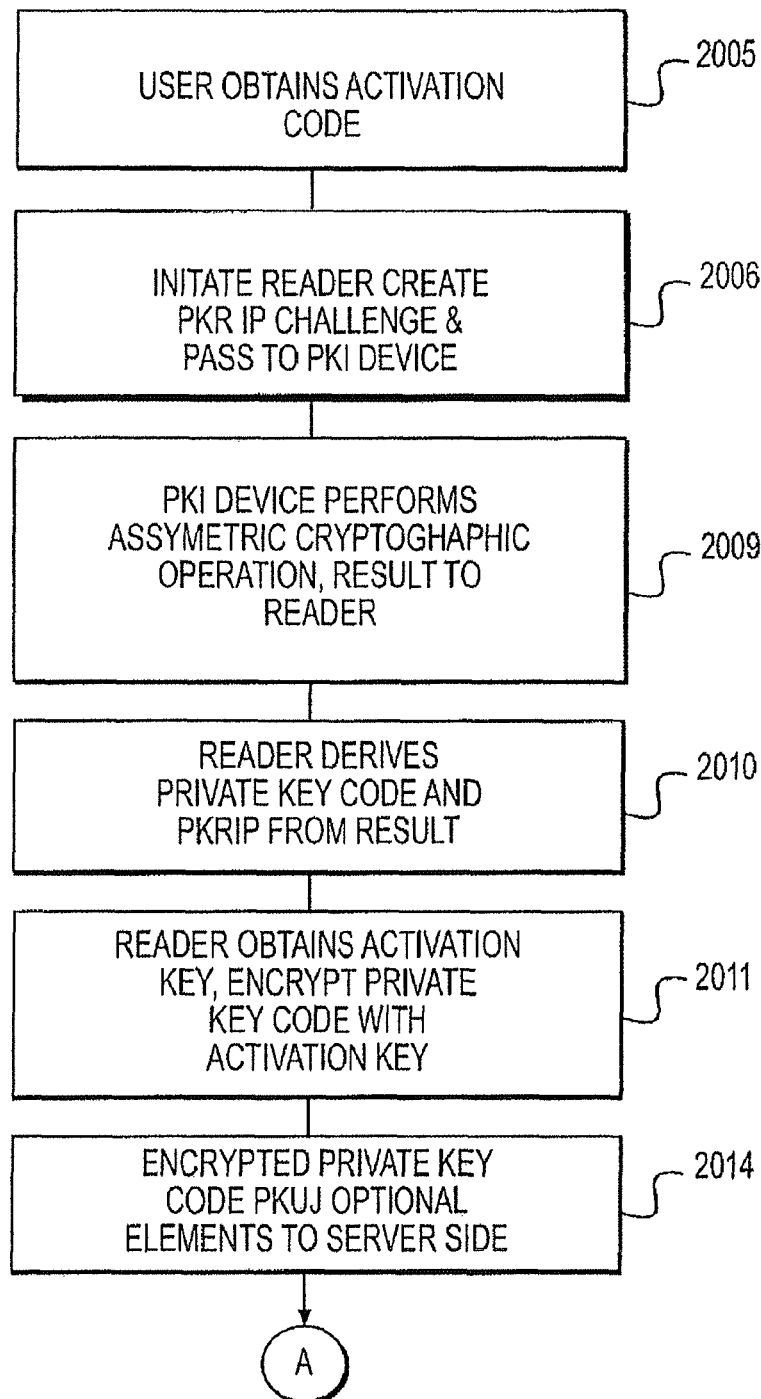 USER OBTAINS ACTIVATION
CODE
2005
INITATE READER CREATE
PKR IP CHALLENGE &
PASS TO PKI DEVICE
2006
PKI DEVICE PERFORMS
ASSYMETRIC CRYPTOGHAPHIC
OPERATION, RESULT TO
READER
2009
READER DERIVES
PRIVATE KEY CODE AND
PKRIP FROM RESULT
2010
READER OBTAINS ACTIVATION
KEY, ENCRYPT PRIVATE
KEY CODE WITH
ACTIVATION KEY
2011
ENCRYPTED PRIVATE KEY
CODE PKUJ OPTIONAL
ELEMENTS TO SERVER SIDE
2014
A